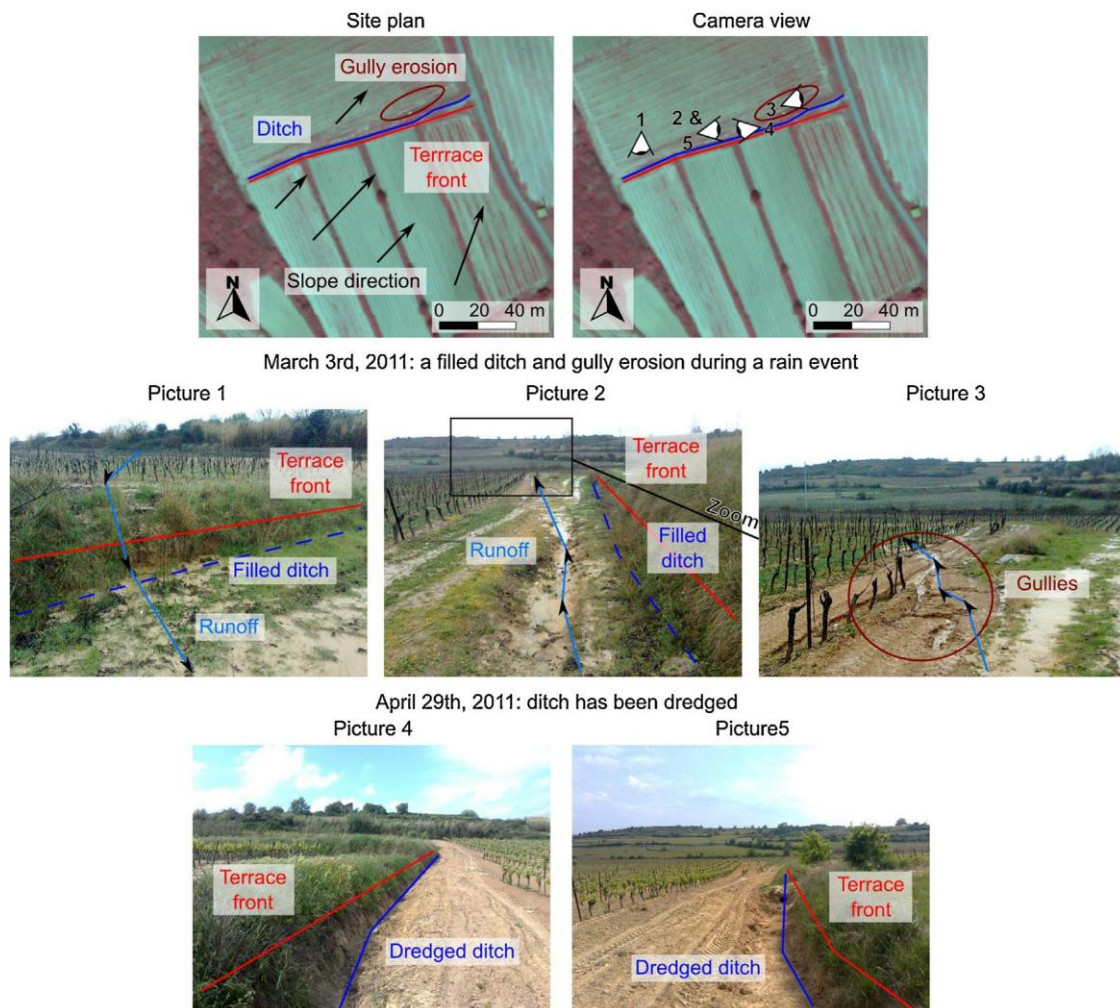 Site plan
Camera view
Gully erosion
Ditch
Terrrace
front
Slope direction
N
0 20 40 m
1
2 &
5
3
4
N
0 20 40 m
March 3rd, 2011: a filled ditch and gully erosion during a rain event
Picture 1
Picture 2
Picture 3
Terrace
front
Filled ditch
Runoff
Terrace
front
Runoff
Filled
ditch
Zoom
Gullies
April 29th, 2011: ditch has been dredged
Picture 4
Picture5
Terrace
front
Dredged ditch
Terrace
front
Dredged ditch